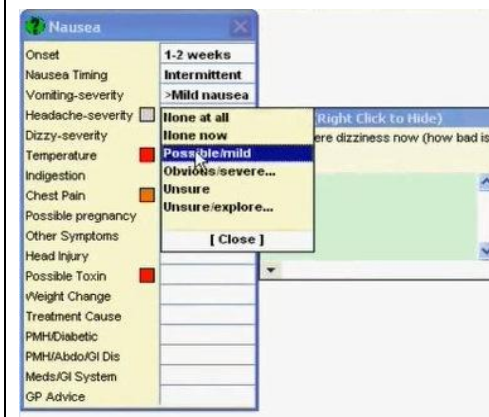 Nausea
Onset 1-2 weeks
Nausea Timing Intermittent
Vomiting-severity >Mild nausea
Headache-severity
Dizzy-severity
Temperature
Indigestion
Chest Pain
Possible pregnancy
Other Symptoms
Head Injury
Possible Toxin
Weight Change
Treatment Cause
PMH/Diabetic
PMH/Abdo/GI Dis
Meds/GI System
GP Advice
None at all
None now
Possible/mild
Obvious/severe...
Unsure
Unsure/explore...
[ Close ]
Right Click to Hide)
ere dizziness now (how bad is